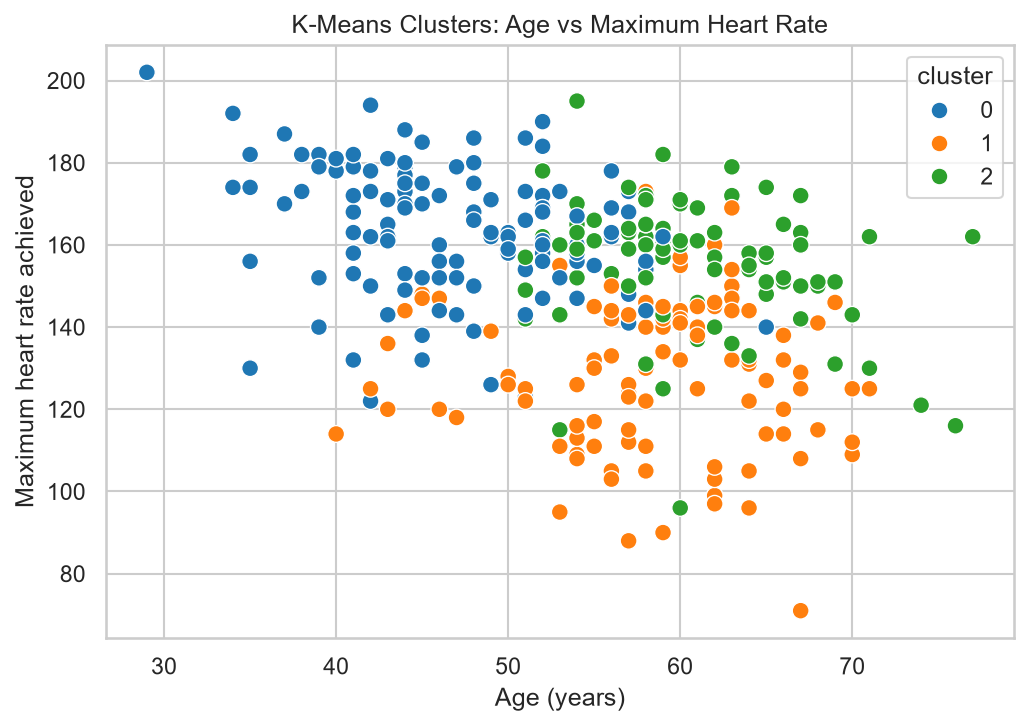 K-Means Clusters: Age vs Maximum Heart Rate
cluster
0
1
2
Maximum heart rate achieved
200
180
160
140
120
100
80
30 40 50 60 70
Age (years)